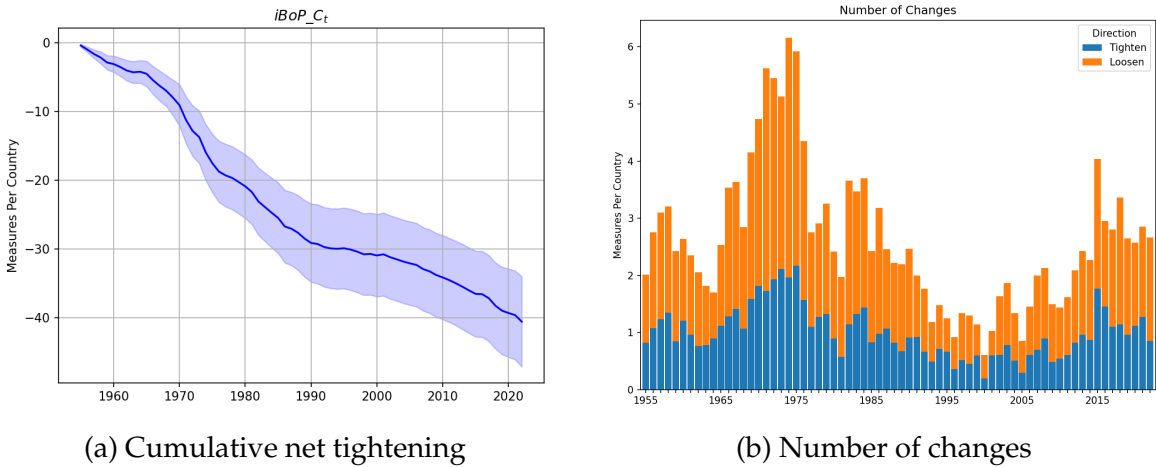 iBoP_C_t
Measures Per Country
0
−10
−20
−30
−40
1960 1970 1980 1990 2000 2010 2020
(a) Cumulative net tightening
Number of Changes
Direction
Tighten
Loosen
Measures Per Country
6
5
4
3
2
1
0
1955 1965 1975 1985 1995 2005 2015
(b) Number of changes